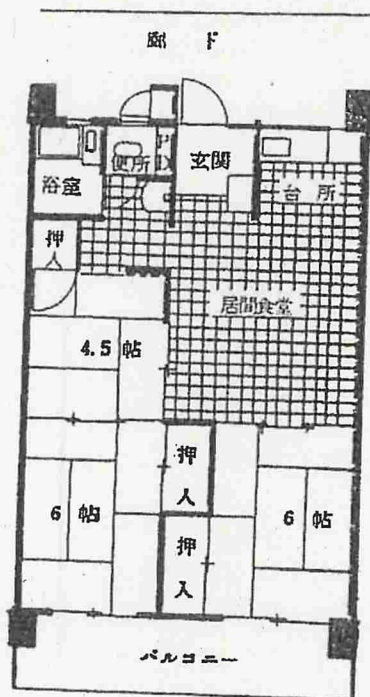 廊 下
便所
玄関
浴室
台 所
押
入
居間食堂
4.5 帖
押
入
6 帖
6 帖
押
入
バルコニー